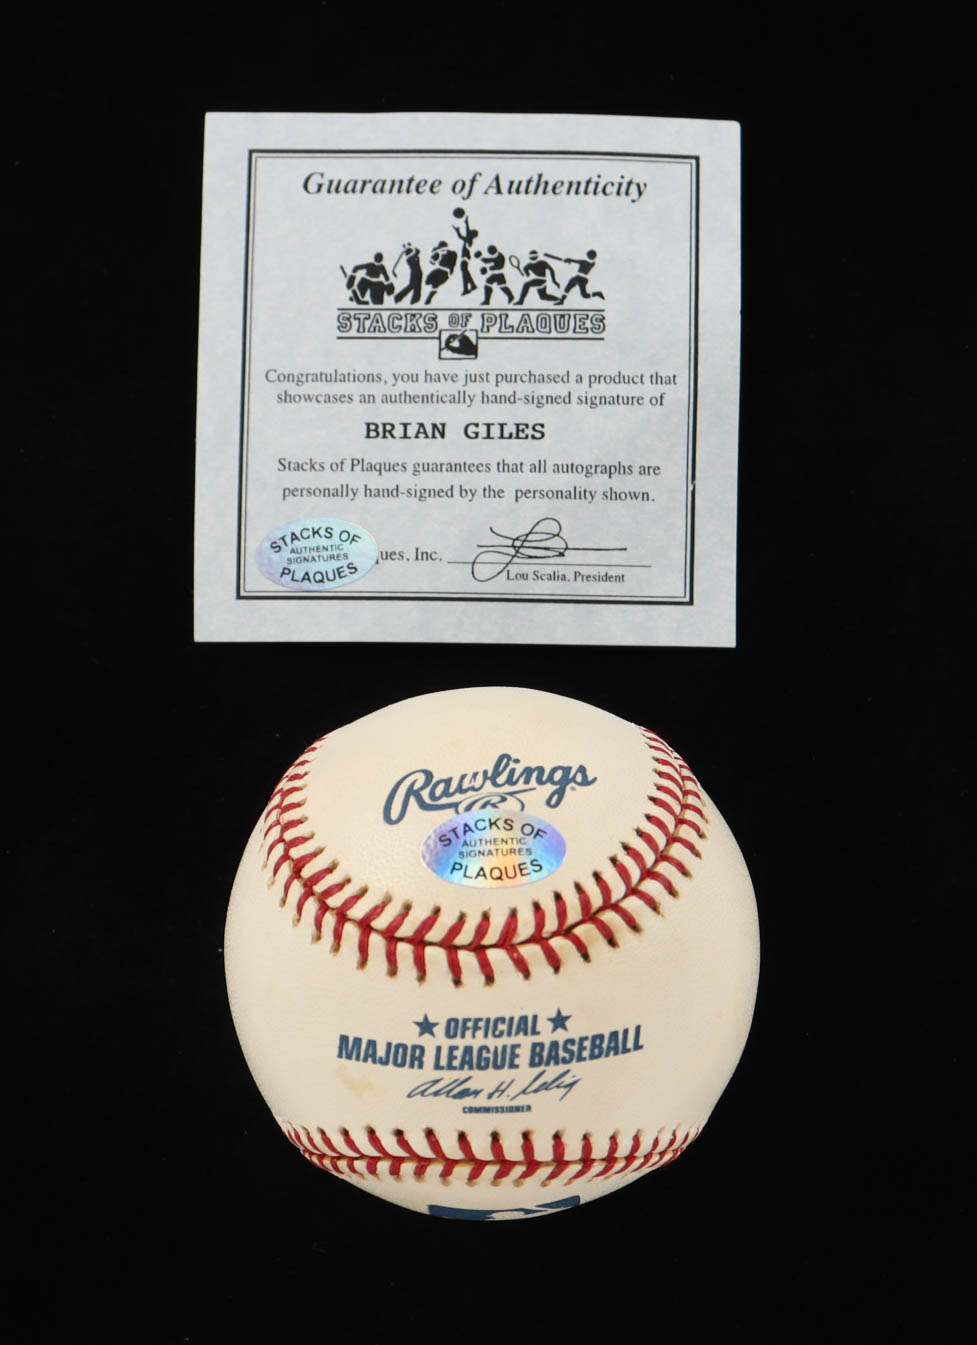 Guarantee of Authenticity
STACKS OF PLAQUES
Congratulations, you have just purchased a product that
showcases an authentically hand-signed signature of
BRIAN GILES
Stacks of Plaques guarantees that all autographs are
personally hand-signed by the personality shown.
STACKS OF
AUTHENTIC
SIGNATURES
PLAQUES
ues, Inc.
Lou Scalia, President
Rawlings
R
STACKS OF
AUTHENTIC
SIGNATURES
PLAQUES
OFFICIAL
MAJOR LEAGUE BASEBALL
Allan H. Selig
COMMISSIONER